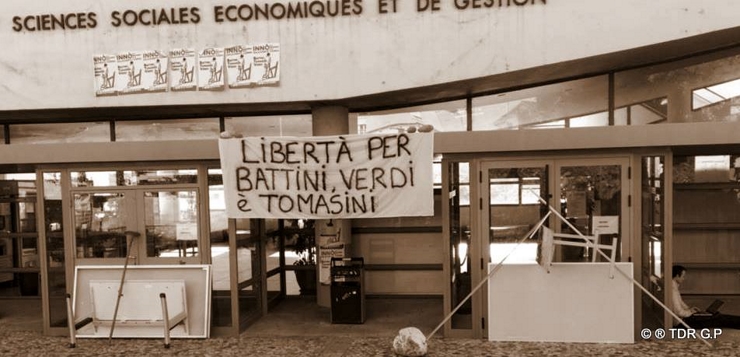 SCIENCES SOCIALES ECONOMIQUES ET DE GESTION
LIBERTÀ PER
BATTINI, VERDI
È TOMASINI
© ® TDR G.P